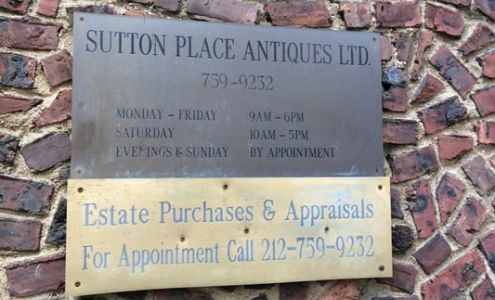 SUTTON PLACE ANTIQUES LTD.
759-9232
MONDAY – FRIDAY 9AM – 6PM
SATURDAY 10AM – 5PM
EVENINGS & SUNDAY BY APPOINTMENT
Estate Purchases & Appraisals
For Appointment Call 212-759-9232